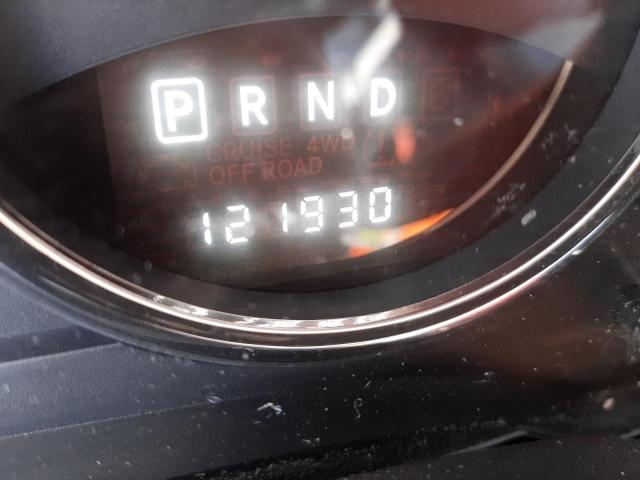 P R N D
CRUISE 4WD
OFF ROAD
121930